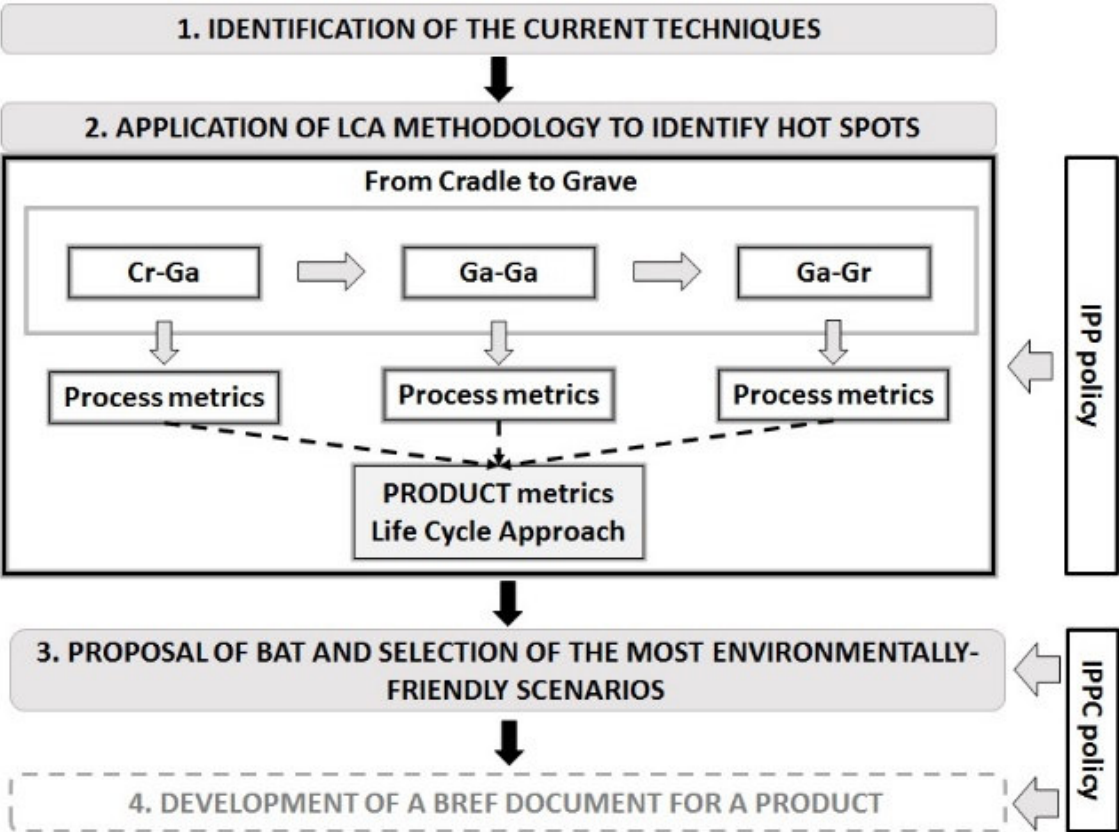 1. IDENTIFICATION OF THE CURRENT TECHNIQUES
2. APPLICATION OF LCA METHODOLOGY TO IDENTIFY HOT SPOTS
From Cradle to Grave
Cr-Ga
Ga-Ga
Ga-Gr
Process metrics
Process metrics
Process metrics
PRODUCT metrics
Life Cycle Approach
IPP policy
3. PROPOSAL OF BAT AND SELECTION OF THE MOST ENVIRONMENTALLY-
FRIENDLY SCENARIOS
4. DEVELOPMENT OF A BREF DOCUMENT FOR A PRODUCT
IPPC policy